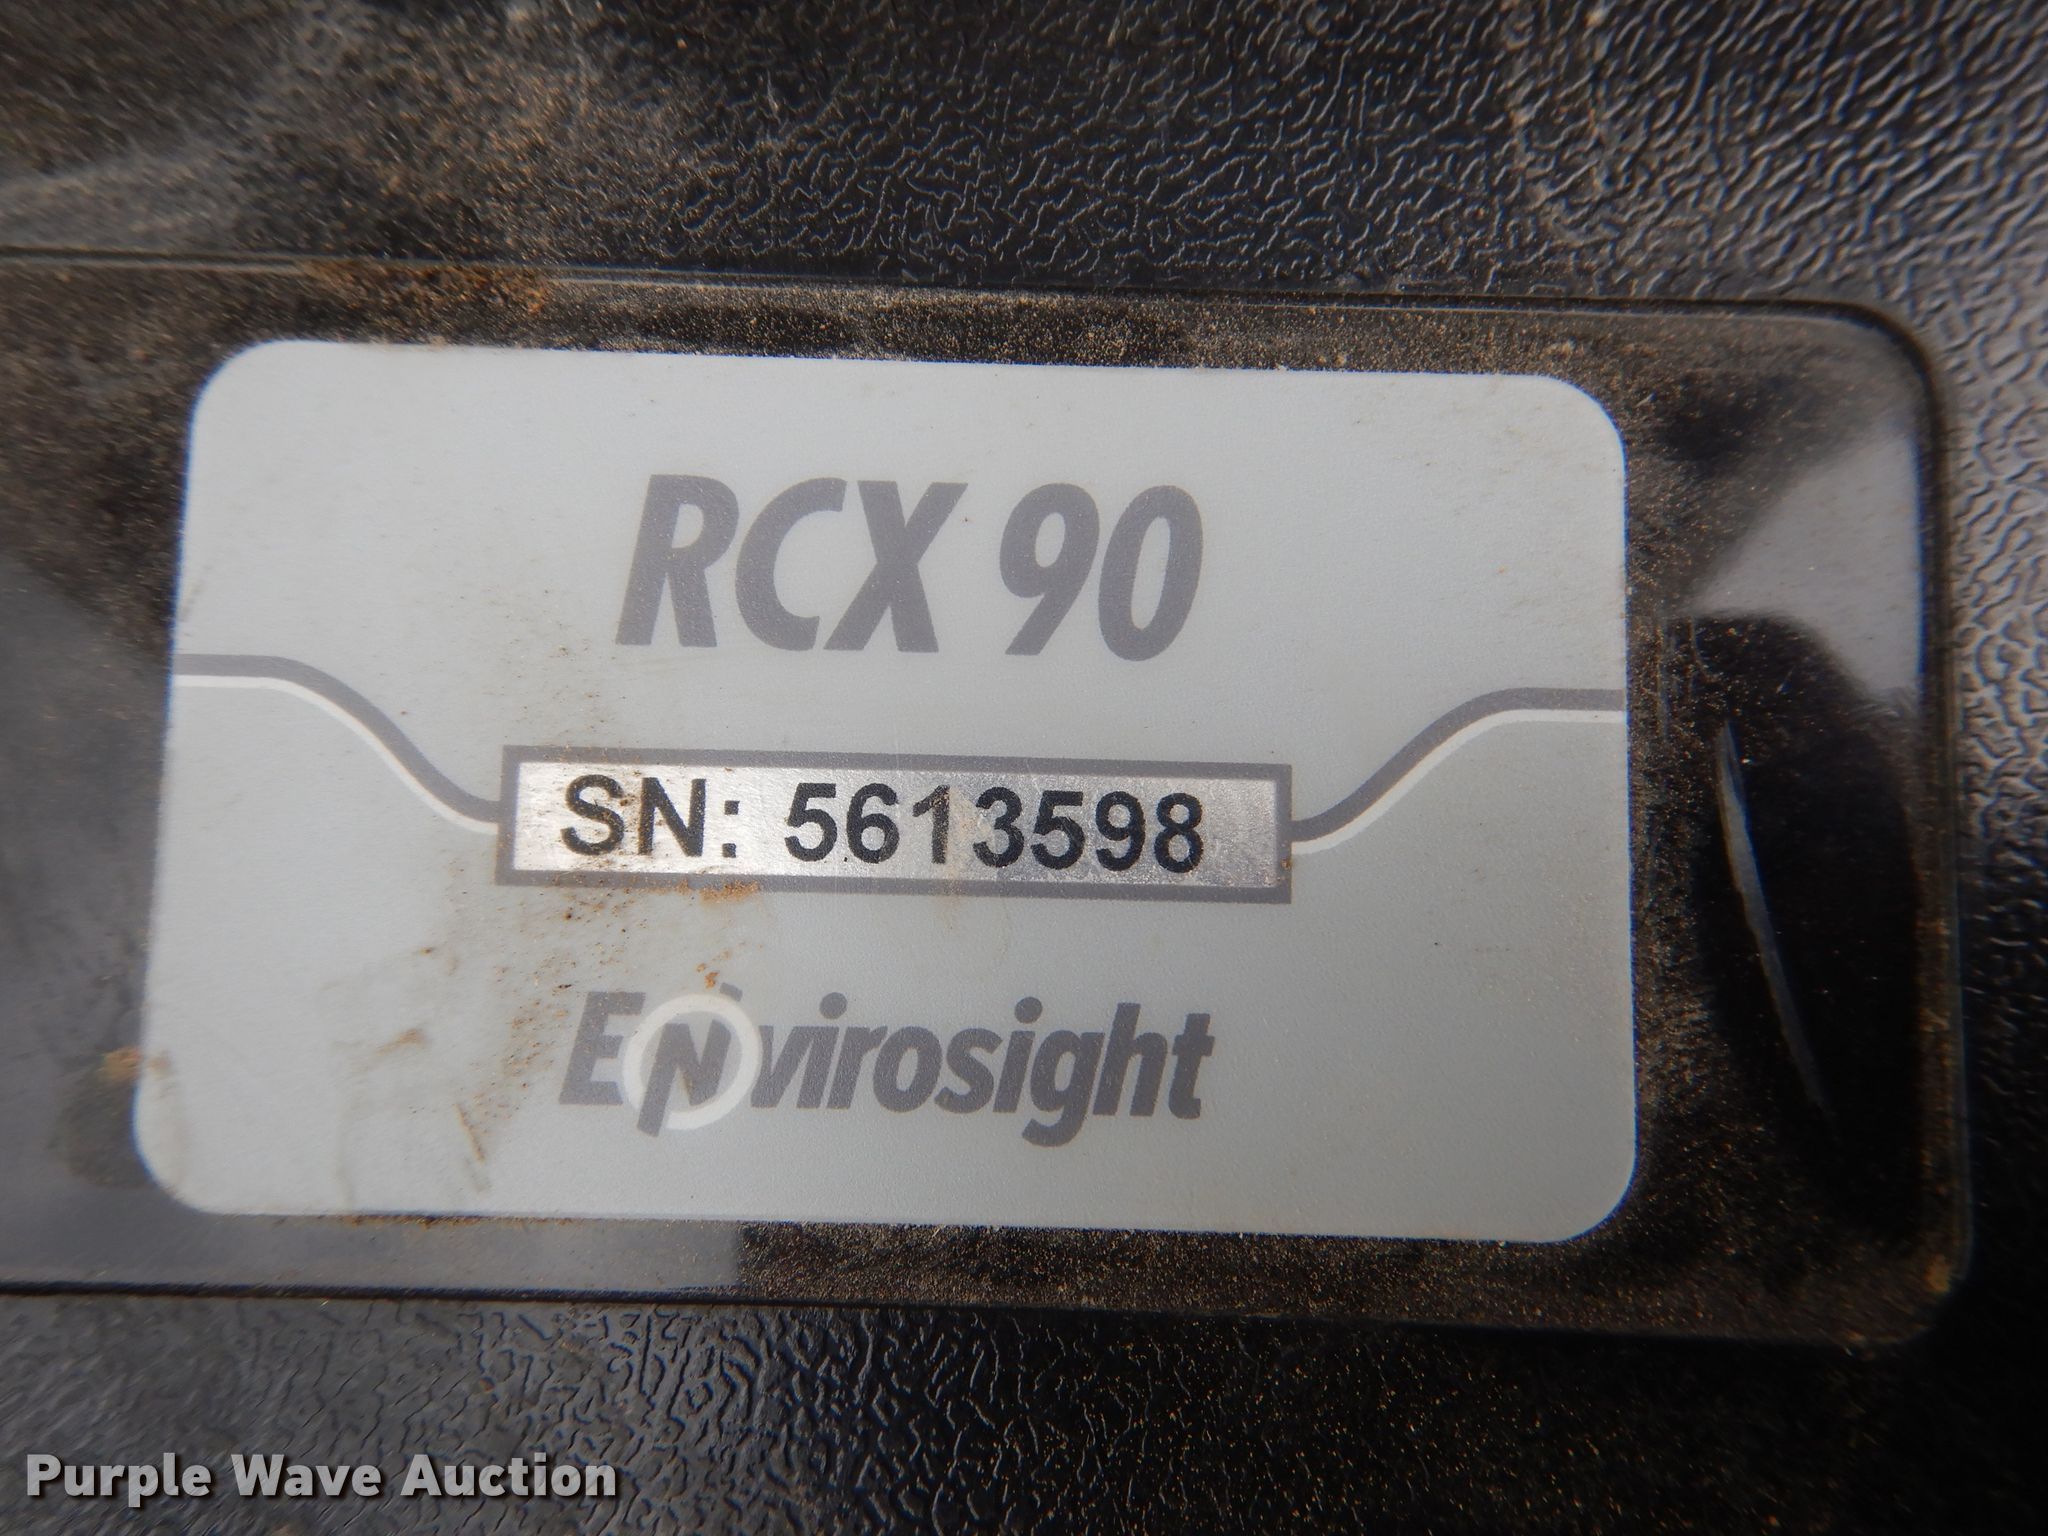 RCX 90
SN: 5613598
Envirosight
Purple Wave Auction